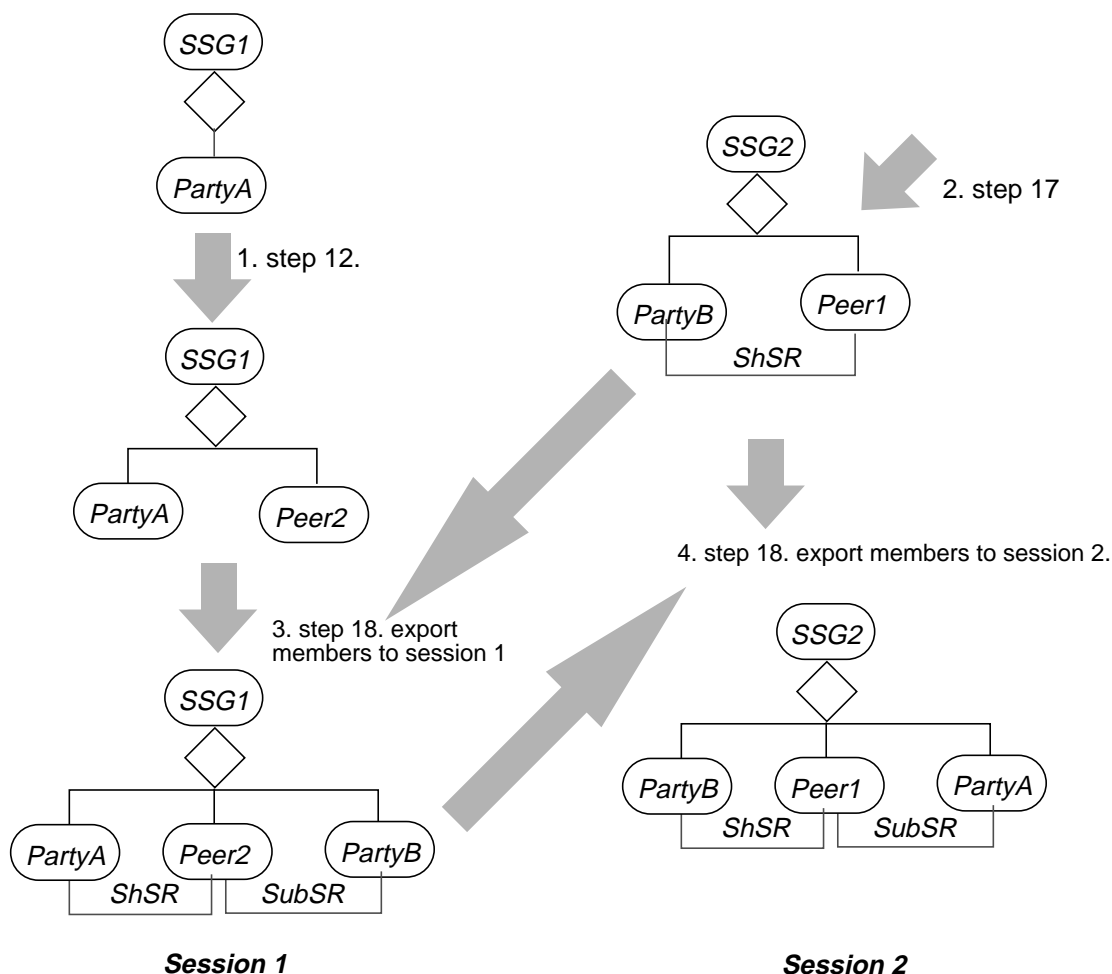 SSG1
PartyA
1. step 12.
SSG1
PartyA
Peer2
SSG2
2. step 17
PartyB
Peer1
ShSR
3. step 18. export
members to session 1
4. step 18. export members to session 2.
SSG1
PartyA
Peer2
PartyB
ShSR
SubSR
Session 1
SSG2
PartyB
Peer1
PartyA
ShSR
SubSR
Session 2